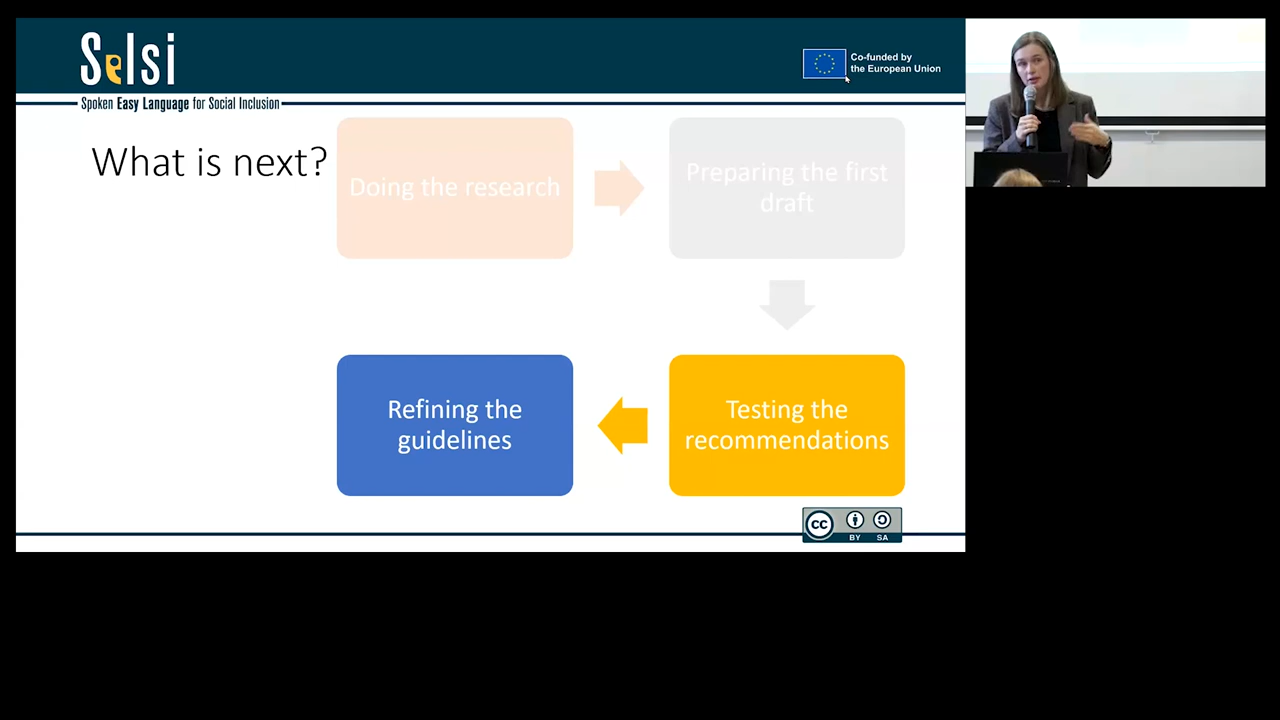 Selsi
Spoken Easy Language for Social Inclusion
Co-funded by
the European Union
What is next?
Doing the research
Preparing the first
draft
Refining the
guidelines
Testing the
recommendations
cc
BY SA